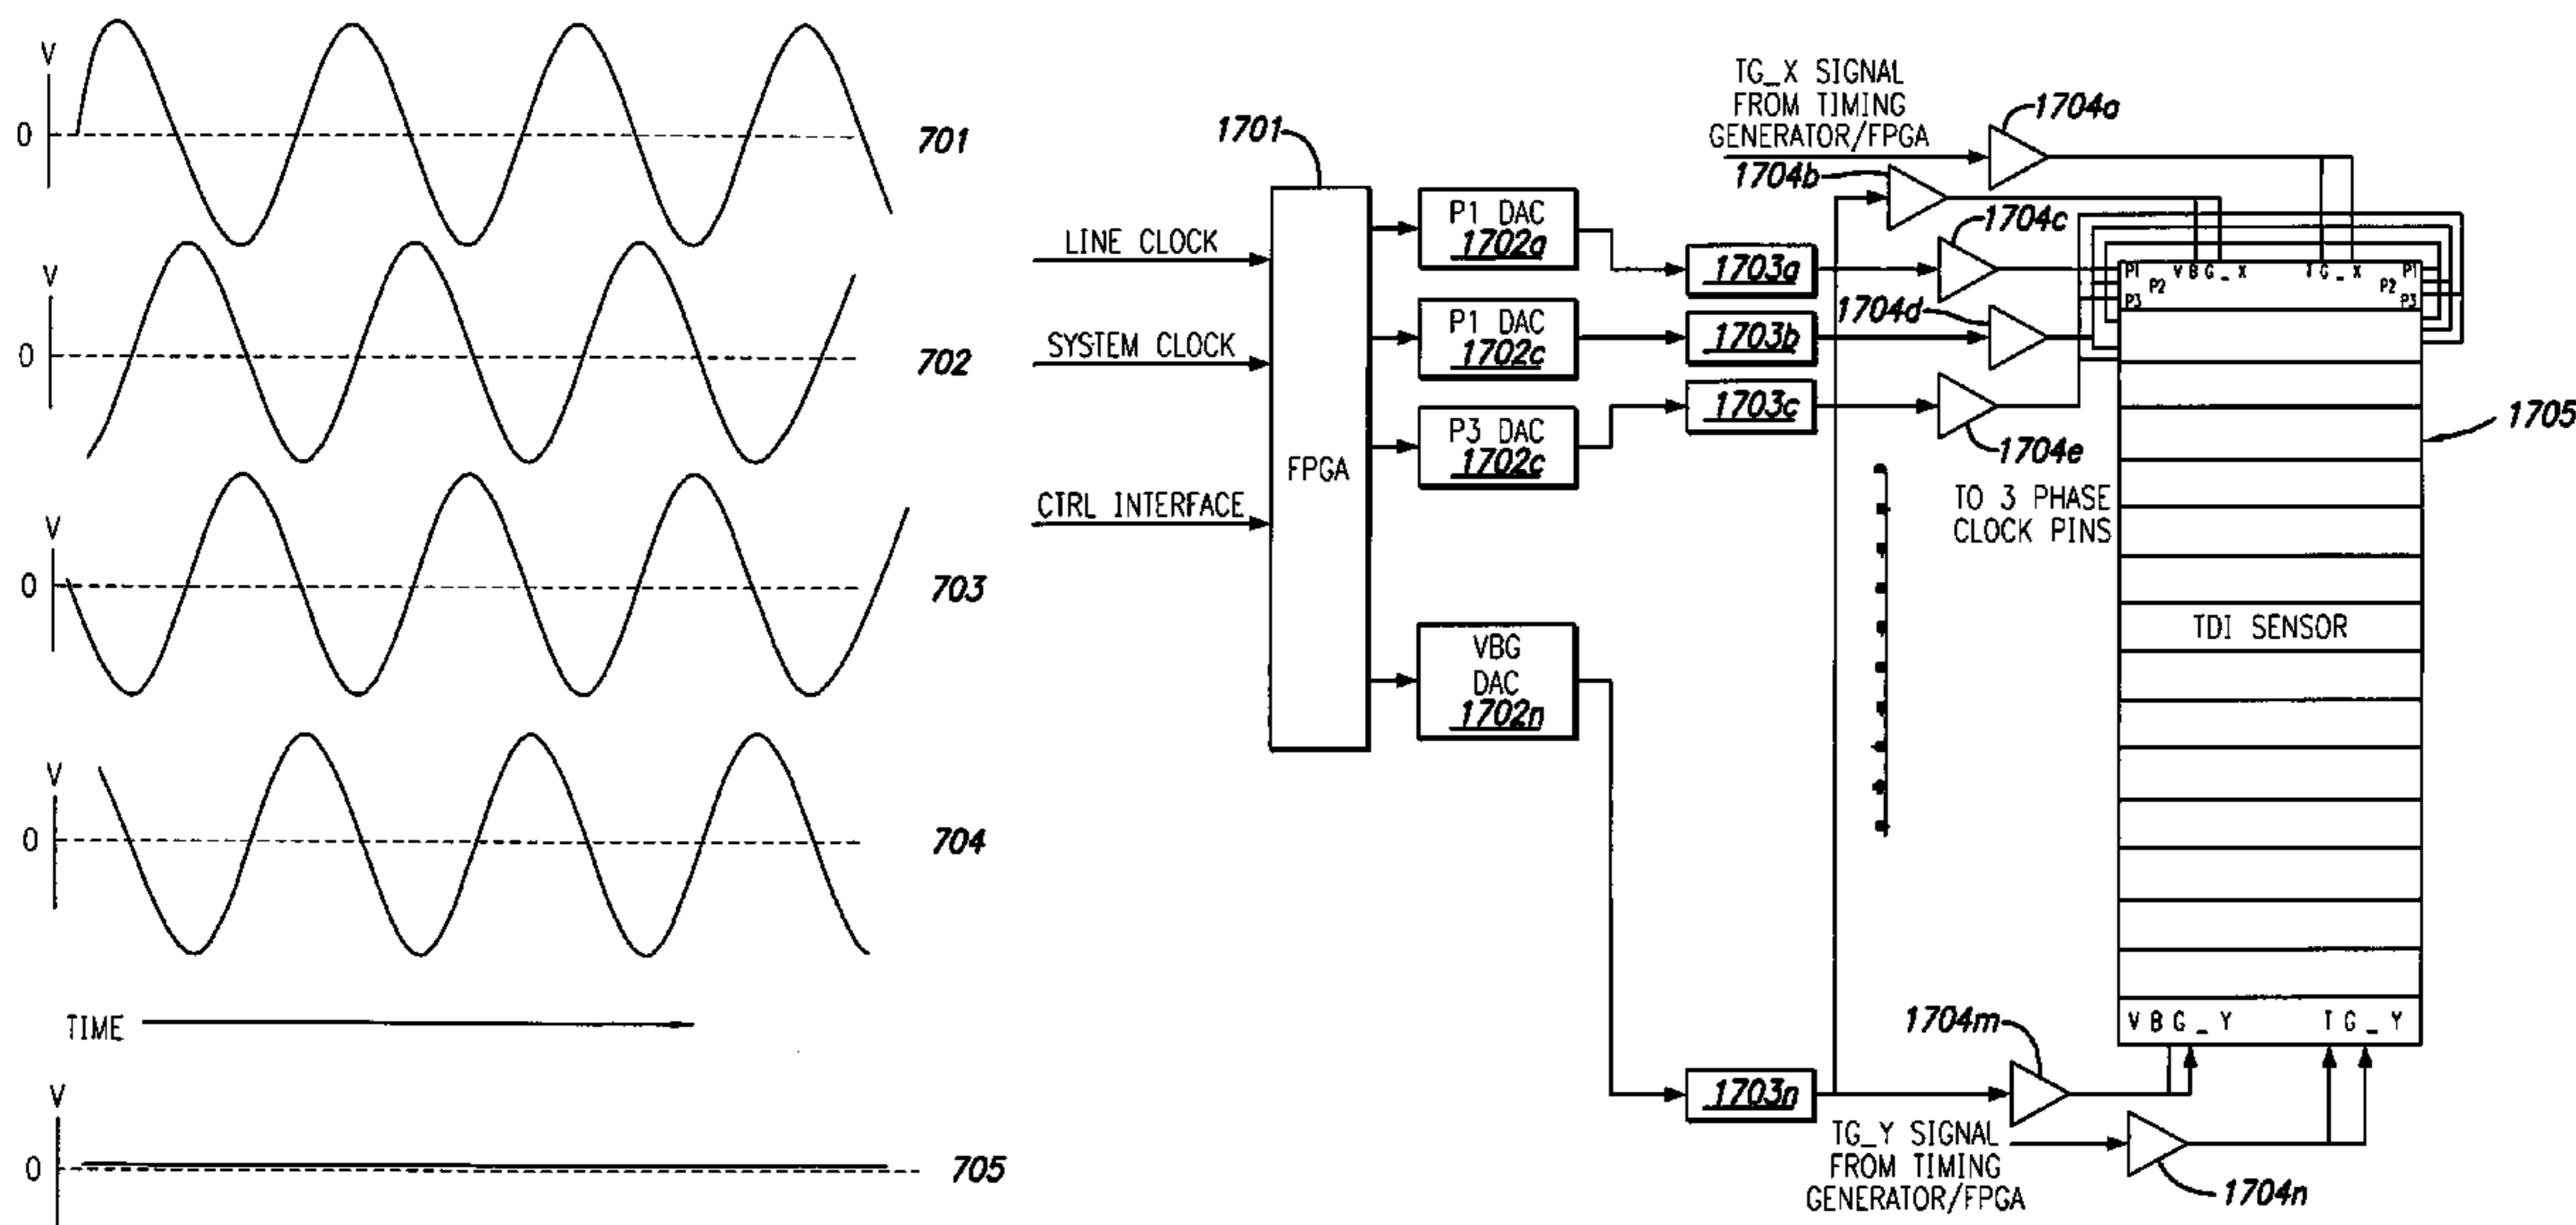 V
0
701
V
0
702
V
0
703
V
0
704
TIME
V
0
705
TG_X SIGNAL
FROM TIMING
GENERATOR/FPGA
1704a
1704b
1701
LINE CLOCK
SYSTEM CLOCK
CTRL INTERFACE
FPGA
P1 DAC
1702a
P1 DAC
1702c
P3 DAC
1702c
VBG
DAC
1702n
1703a
1703b
1703c
1703n
1704c
1704d
1704e
TO 3 PHASE
CLOCK PINS
P1 VBG_X TG_X P1
P2 P2
P3 P3
1705
TDI SENSOR
VBG_Y TG_Y
1704m
TG_Y SIGNAL
FROM TIMING
GENERATOR/FPGA
1704n